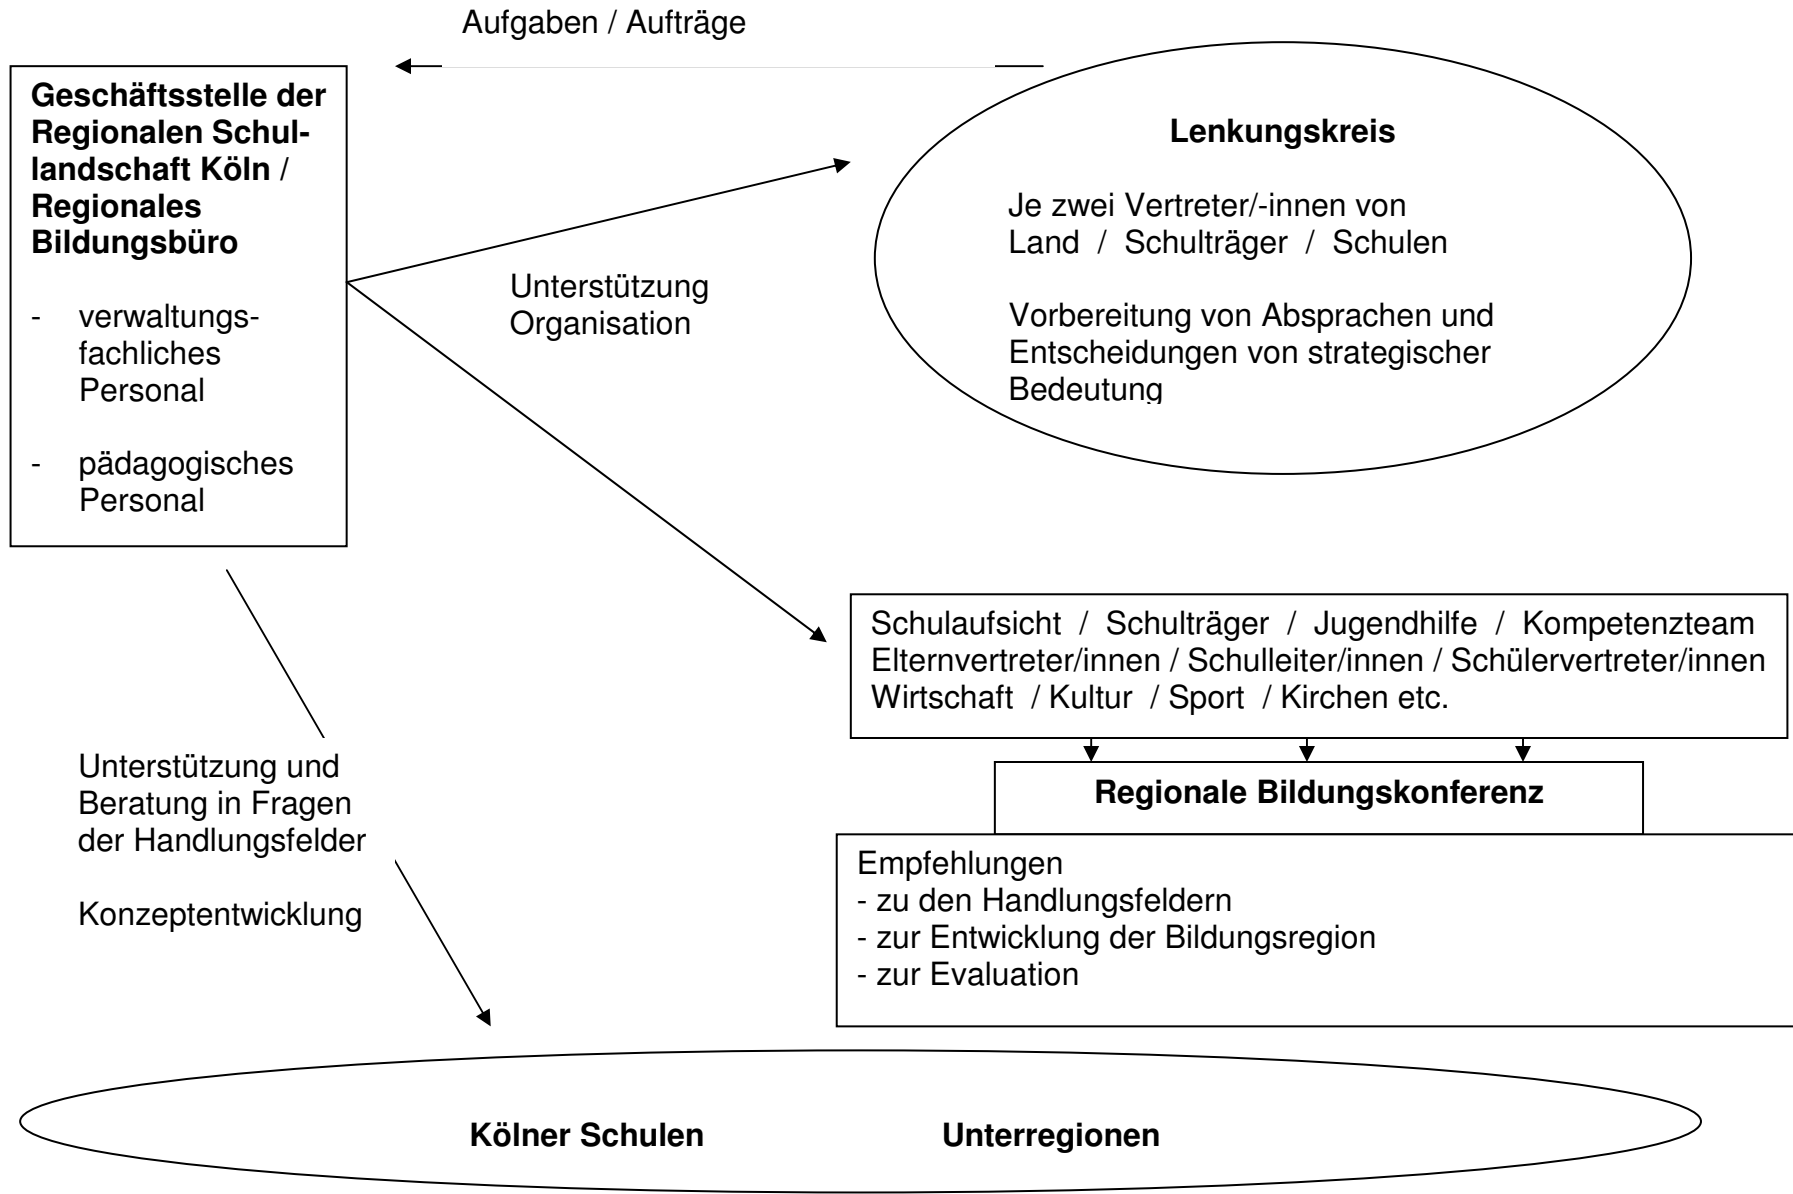 Aufgaben / Aufträge
Geschäftsstelle der
Regionalen Schul-
landschaft Köln /
Regionales
Bildungsbüro
- verwaltungs-
fachliches
Personal
- pädagogisches
Personal
Lenkungskreis
Je zwei Vertreter/-innen von
Land / Schulträger / Schulen
Vorbereitung von Absprachen und
Entscheidungen von strategischer
Bedeutung
Unterstützung
Organisation
Schulaufsicht / Schulträger / Jugendhilfe / Kompetenzteam
Elternvertreter/innen / Schulleiter/innen / Schülervertreter/innen
Wirtschaft / Kultur / Sport / Kirchen etc.
Regionale Bildungskonferenz
Empfehlungen
- zu den Handlungsfeldern
- zur Entwicklung der Bildungsregion
- zur Evaluation
Unterstützung und
Beratung in Fragen
der Handlungsfelder
Konzeptentwicklung
Kölner Schulen Unterregionen